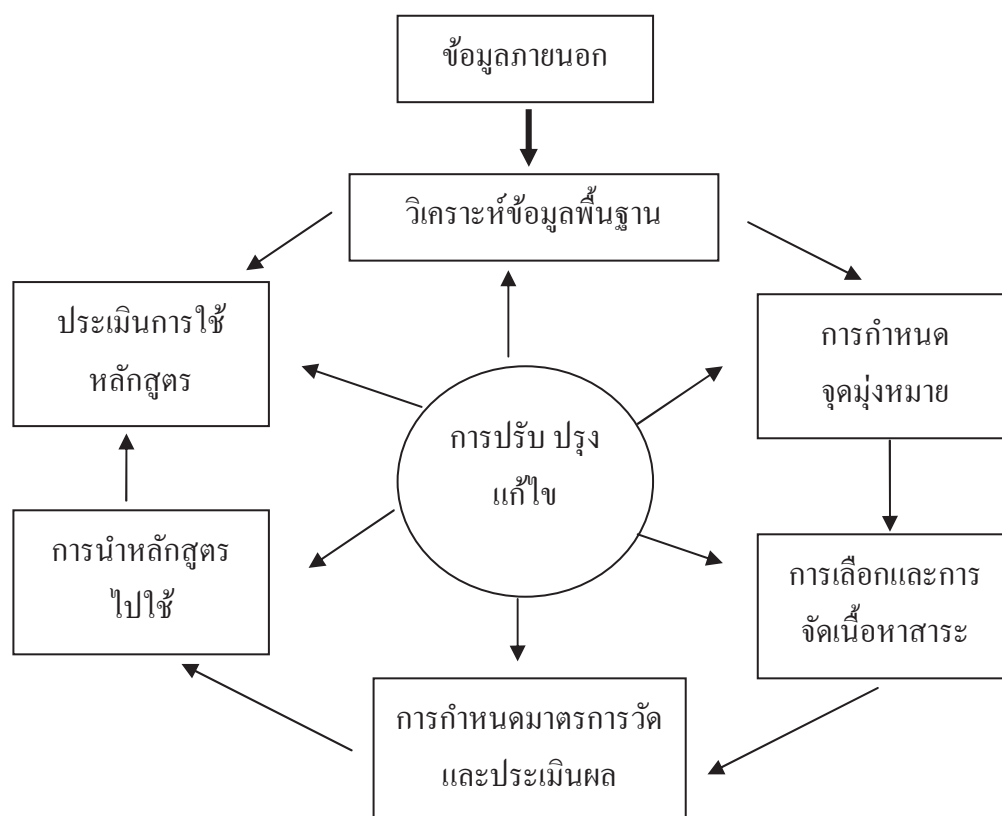 ข้อมูลภายนอก
วิเคราะห์ข้อมูลพื้นฐาน
ประเมินการใช้
หลักสูตร
การกำหนด
จุดมุ่งหมาย
การปรับ ปรุง
แก้ไข
การนำหลักสูตร
ไปใช้
การเลือกและการ
จัดเนื้อหาสาระ
การกำหนดมาตรการวัด
และประเมินผล